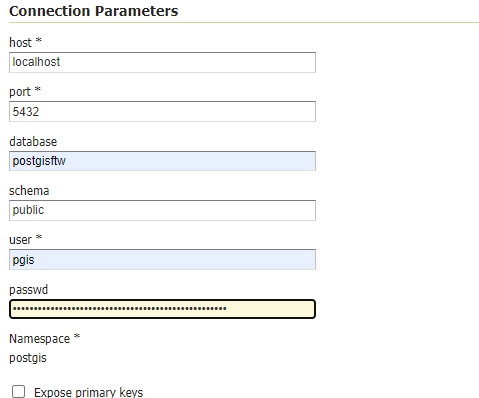 Connection Parameters
host *
localhost
port *
5432
database
postgisftw
schema
public
user *
pgis
passwd
••••••••••••••••••••••••••••••••••••••••••••••••••
Namespace *
postgis
Expose primary keys